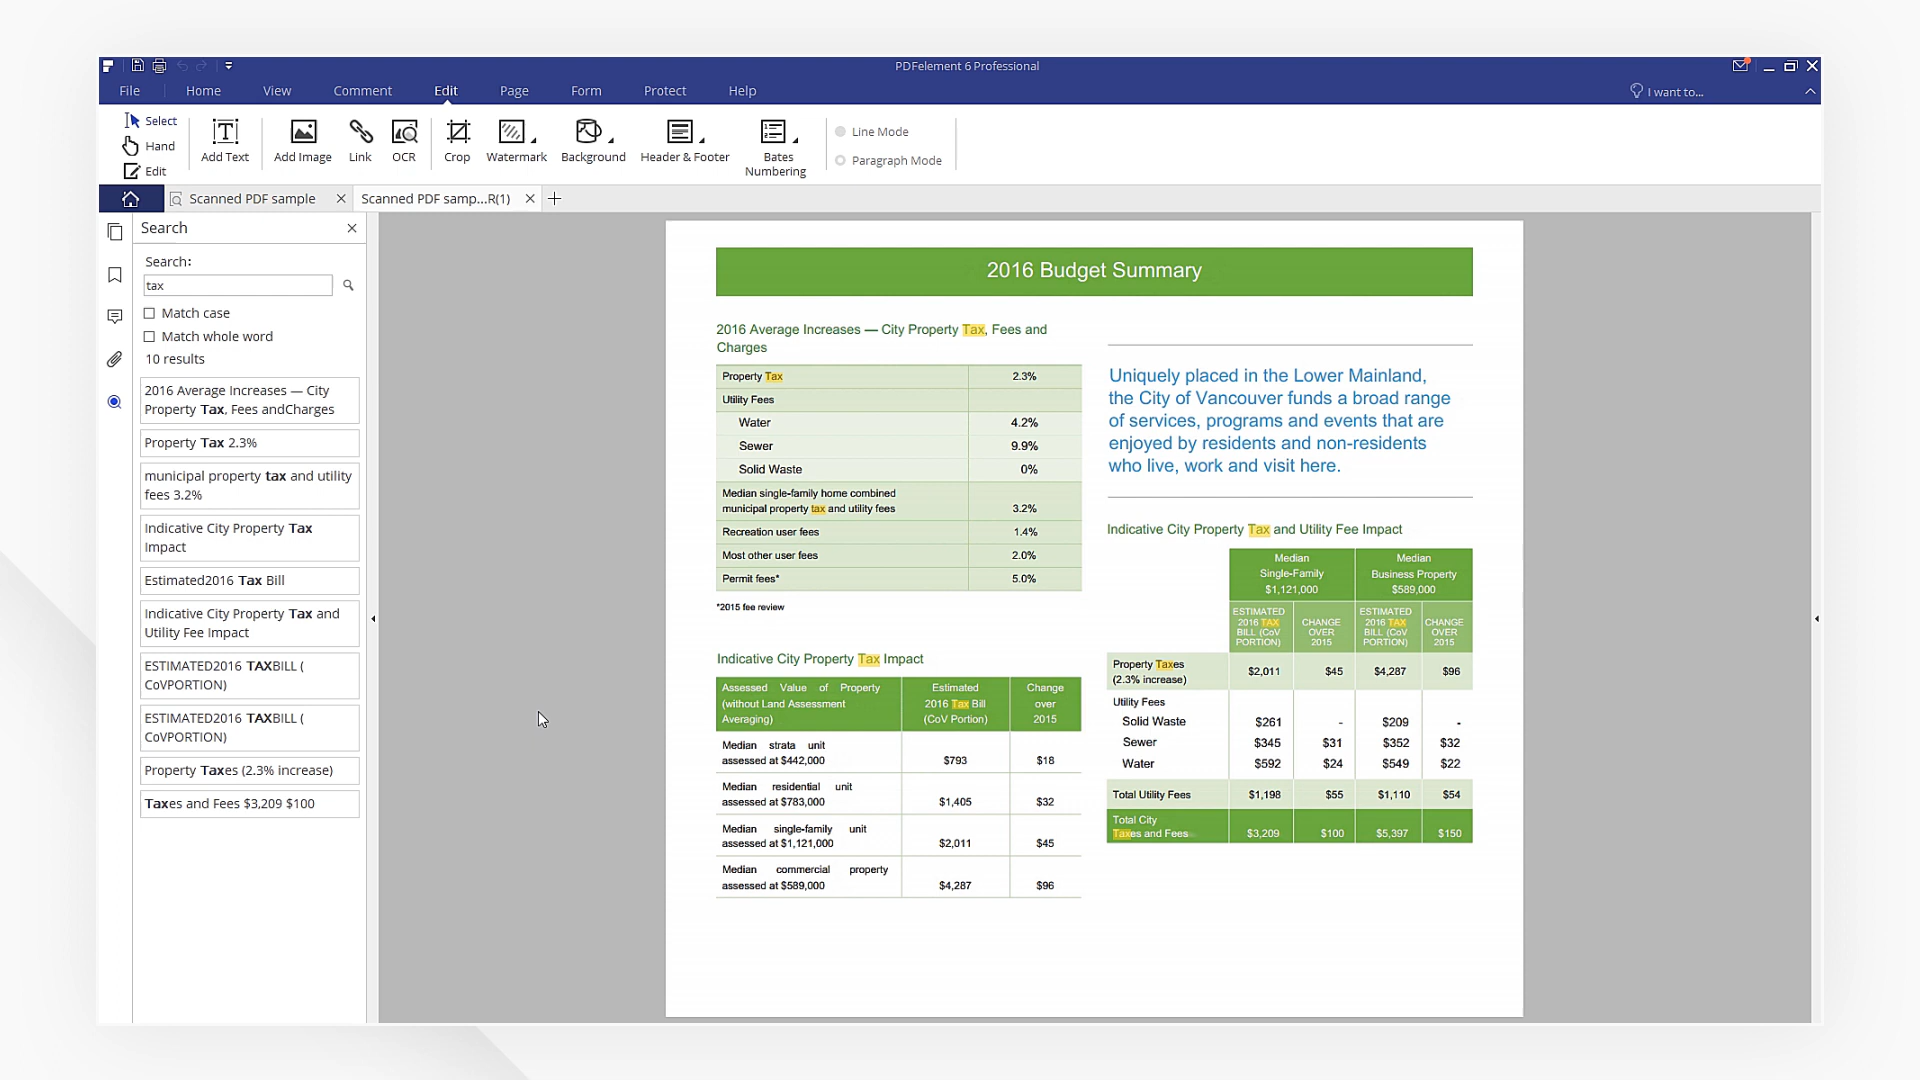 PDFelement 6 Professional
File Home View Comment Edit Page Form Protect Help I want to...
Select
Hand
Edit
Add Text
Add Image
Link
OCR
Crop
Watermark
Background
Header & Footer
Bates
Numbering
Line Mode
Paragraph Mode
Scanned PDF sample
Scanned PDF samp...R(1)
Search
Search:
tax
Match case
Match whole word
10 results
2016 Average Increases — City
Property Tax, Fees andCharges
Property Tax 2.3%
municipal property tax and utility
fees 3.2%
Indicative City Property Tax
Impact
Estimated2016 Tax Bill
Indicative City Property Tax and
Utility Fee Impact
ESTIMATED2016 TAXBILL (
CoVPORTION)
ESTIMATED2016 TAXBILL (
CoVPORTION)
Property Taxes (2.3% increase)
Taxes and Fees $3,209 $100
2016 Budget Summary
2016 Average Increases — City Property Tax, Fees and
Charges
Property Tax 2.3%
Utility Fees
Water 4.2%
Sewer 9.9%
Solid Waste 0%
Median single-family home combined
municipal property tax and utility fees 3.2%
Recreation user fees 1.4%
Most other user fees 2.0%
Permit fees* 5.0%
*2015 fee review
Indicative City Property Tax Impact
Assessed Value of Property Estimated Change
(without Land Assessment 2016 Tax Bill over
Averaging) (CoV Portion) 2015
Median strata unit
assessed at $442,000 $793 $18
Median residential unit
assessed at $783,000 $1,405 $32
Median single-family unit
assessed at $1,121,000 $2,011 $45
Median commercial property
assessed at $589,000 $4,287 $96
Uniquely placed in the Lower Mainland,
the City of Vancouver funds a broad range
of services, programs and events that are
enjoyed by residents and non-residents
who live, work and visit here.
Indicative City Property Tax and Utility Fee Impact
Median Median
Single-Family Business Property
$1,121,000 $589,000
ESTIMATED ESTIMATED
2016 TAX CHANGE 2016 TAX CHANGE
BILL (CoV OVER BILL (CoV OVER
PORTION) 2015 PORTION) 2015
Property Taxes
(2.3% increase) $2,011 $45 $4,287 $96
Utility Fees
Solid Waste $261 - $209 -
Sewer $345 $31 $352 $32
Water $592 $24 $549 $22
Total Utility Fees $1,198 $55 $1,110 $54
Total City
Taxes and Fees $3,209 $100 $5,397 $150